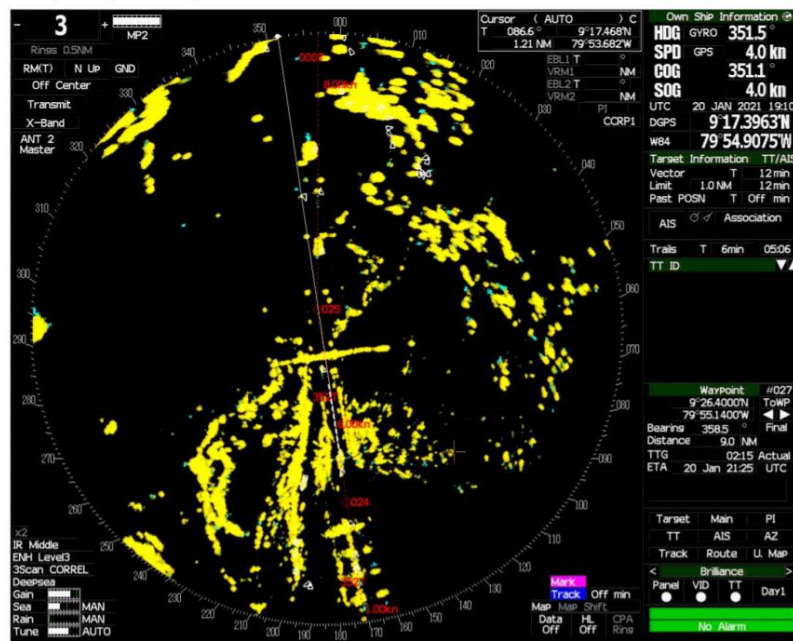 - 3 +
MP2
Rings 0.5NM
RM(T) N Up GND
Off Center
Transmit
X-Band
ANT 2
Master
350 000 010 020 030 040 050 060 070 080 090 100 110 120 130 140 150 160 170 180 190 200 210 220 230 240 250 260 270 280 290 300 310 320 330
025
024
1.00kn
Cursor ( AUTO ) C
T 086.6 ° 9°17.468'N
1.21 NM 79°53.682'W
EBL1 T °
VRM1 NM
EBL2 T °
VRM2 NM
PI
CCRP1
Own Ship Information
HDG GYRO 351.5 °
SPD GPS 4.0 kn
COG 351.1 °
SOG 4.0 kn
UTC 20 JAN 2021 19:10
DGPS 9°17.3963'N
W84 79°54.9075'W
Target Information TT/AIS
Vector T 12 min
Limit 1.0 NM 12 min
Past POSN T Off min
AIS Association
Trails T 6min 05:06
TT ID
Waypoint #027
9°26.4000'N ToWP
79°55.1400'W
Bearing 358.5 ° Final
Distance 9.0 NM
TTG 02:15 Actual
ETA 20 Jan 21:25 UTC
Target Main PI
TT AIS AZ
Track Route U. Map
< Brilliance >
Panel VID TT Day1
No Alarm
x2
IR Middle
ENH Level3
3Scan CORREL
Deepsea
Gain
Sea MAN
Rain MAN
Tune AUTO
Mark
Track Off min
Map Map Shift
Data HL CPA
Off Off Ring